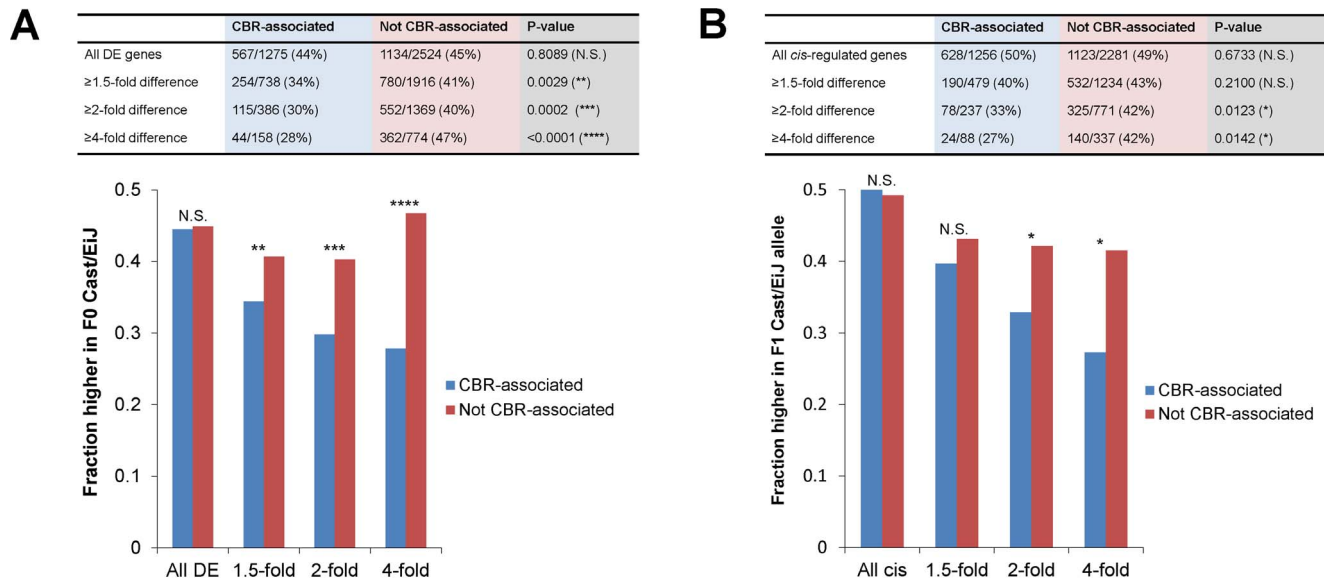 A
CBR-associated Not CBR-associated P-value
All DE genes 567/1275 (44%) 1134/2524 (45%) 0.8089 (N.S.)
≥1.5-fold difference 254/738 (34%) 780/1916 (41%) 0.0029 (**)
≥2-fold difference 115/386 (30%) 552/1369 (40%) 0.0002 (***)
≥4-fold difference 44/158 (28%) 362/774 (47%) <0.0001 (****)
Fraction higher in F0 Cast/EiJ
0.5
0.4
0.3
0.2
0.1
0
N.S.
**
***
****
All DE 1.5-fold 2-fold 4-fold
CBR-associated
Not CBR-associated
B
CBR-associated Not CBR-associated P-value
All cis-regulated genes 628/1256 (50%) 1123/2281 (49%) 0.6733 (N.S.)
≥1.5-fold difference 190/479 (40%) 532/1234 (43%) 0.2100 (N.S.)
≥2-fold difference 78/237 (33%) 325/771 (42%) 0.0123 (*)
≥4-fold difference 24/88 (27%) 140/337 (42%) 0.0142 (*)
Fraction higher in F1 Cast/EiJ allele
0.5
0.4
0.3
0.2
0.1
0
N.S.
N.S.
*
*
All cis 1.5-fold 2-fold 4-fold
CBR-associated
Not CBR-associated